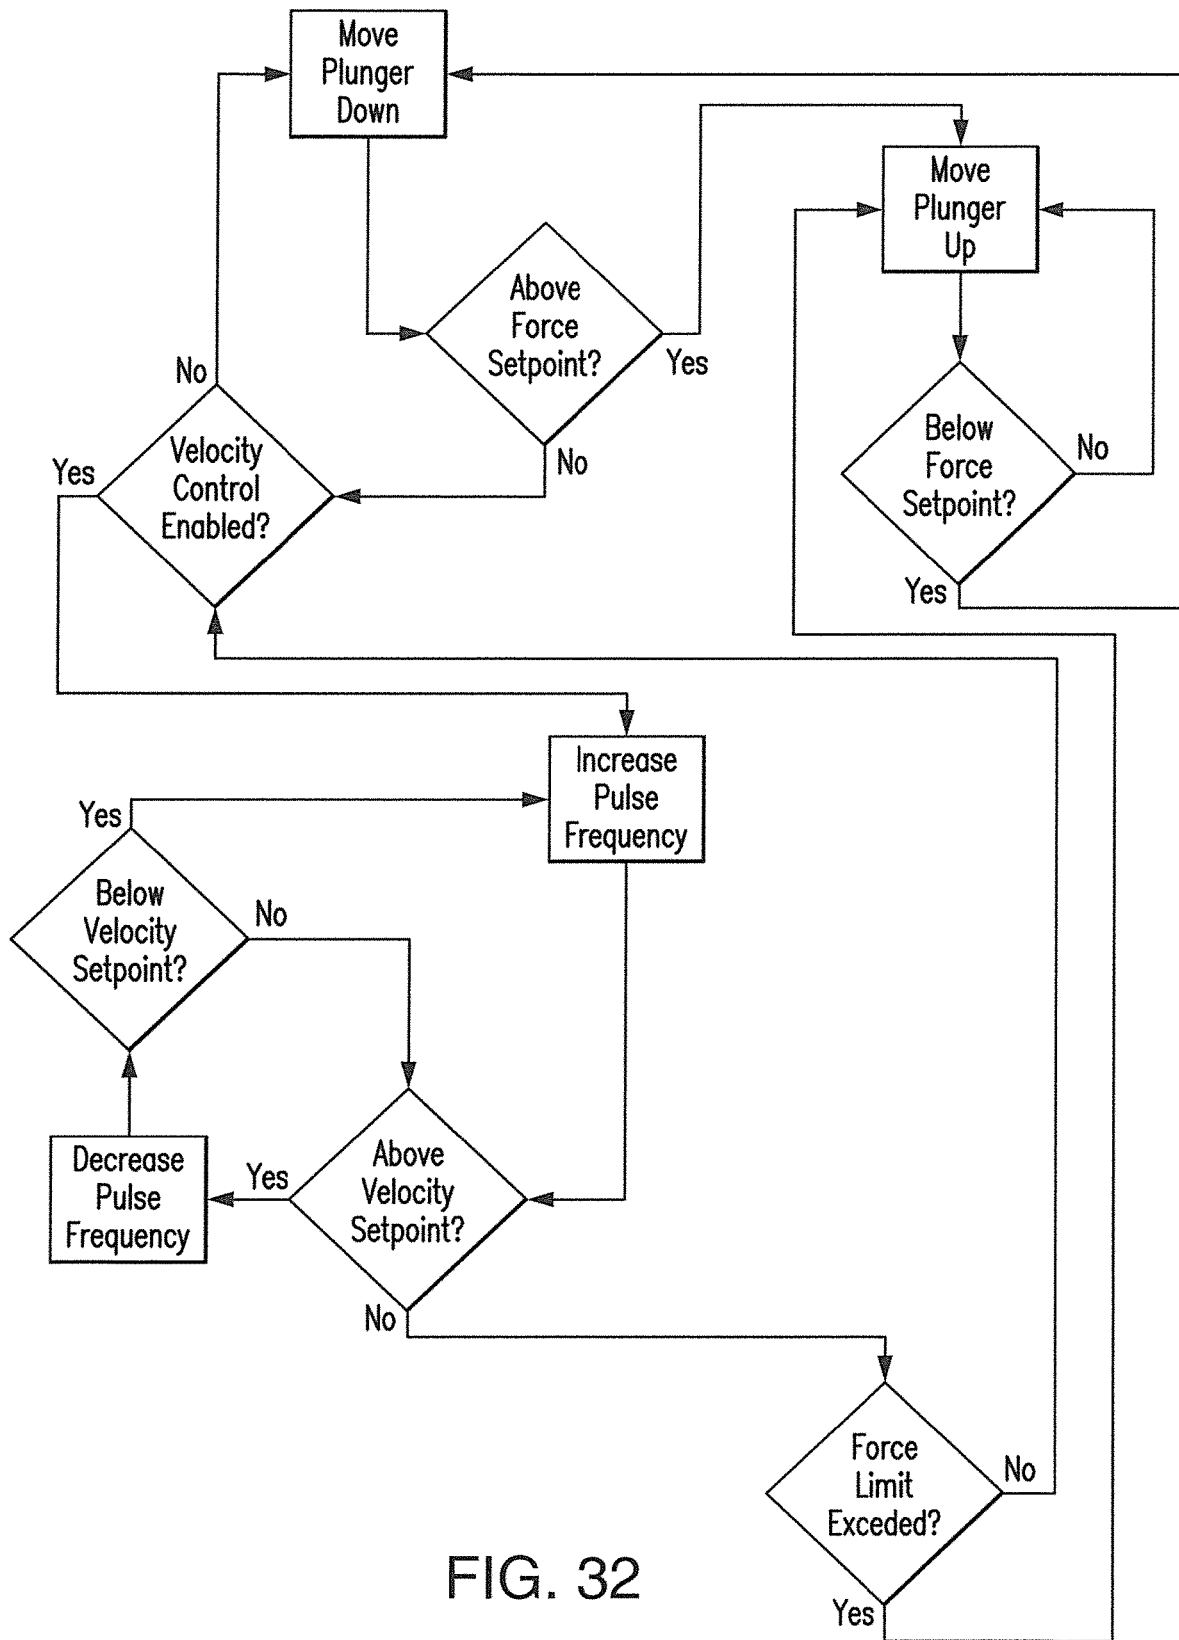 Move
Plunger
Down
Move
Plunger
Up
Above
Force
Setpoint?
Yes
No
No
Velocity
Control
Enabled?
Yes
Below
Force
Setpoint?
No
Yes
Increase
Pulse
Frequency
Yes
Below
Velocity
Setpoint?
No
Decrease
Pulse
Frequency
Yes
Above
Velocity
Setpoint?
No
Force
Limit
Exceded?
No
Yes
FIG. 32